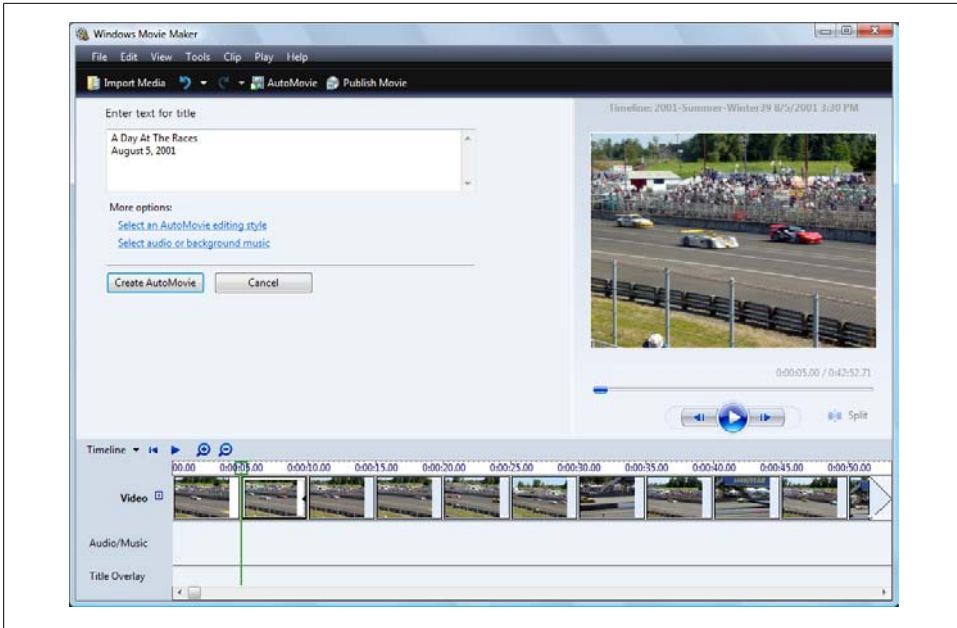 Windows Movie Maker
File Edit View Tools Clip Play Help
Import Media AutoMovie Publish Movie
Enter text for title
A Day At The Races
August 5, 2001
More options:
Select an AutoMovie editing style
Select audio or background music
Create AutoMovie Cancel
Timeline: 2001-Summer-Winter39 8/5/2001 3:30 PM
0:00:05.00 / 0:42:52.71
Split
Timeline
00.00 0:00:05.00 0:00:10.00 0:00:15.00 0:00:20.00 0:00:25.00 0:00:30.00 0:00:35.00 0:00:40.00 0:00:45.00 0:00:50.00
Video
GOODYEAR
Audio/Music
Title Overlay